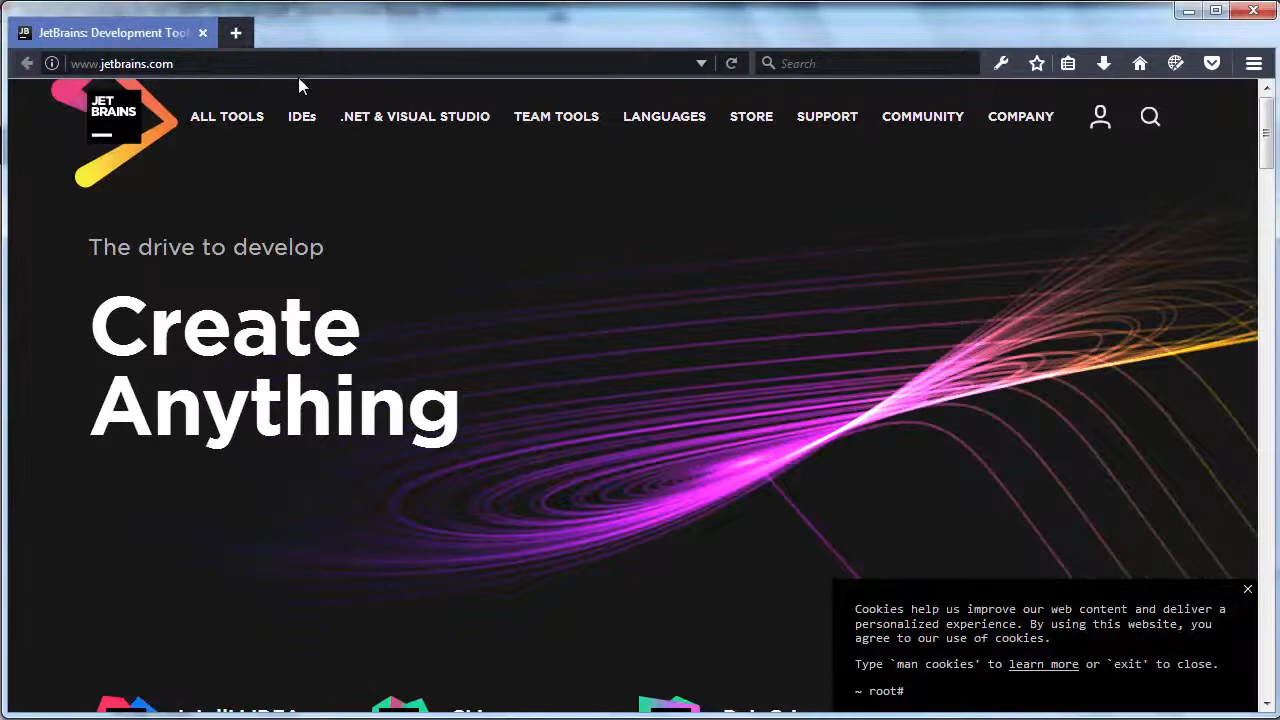 JetBrains: Development Tool
www.jetbrains.com
Search
JET
BRAINS
ALL TOOLS
IDEs
.NET & VISUAL STUDIO
TEAM TOOLS
LANGUAGES
STORE
SUPPORT
COMMUNITY
COMPANY
The drive to develop
Create
Anything
Cookies help us improve our web content and deliver a
personalized experience. By using this website, you
agree to our use of cookies.
Type `man cookies' to learn more or `exit' to close.
~ root#
IntelliJ IDEA